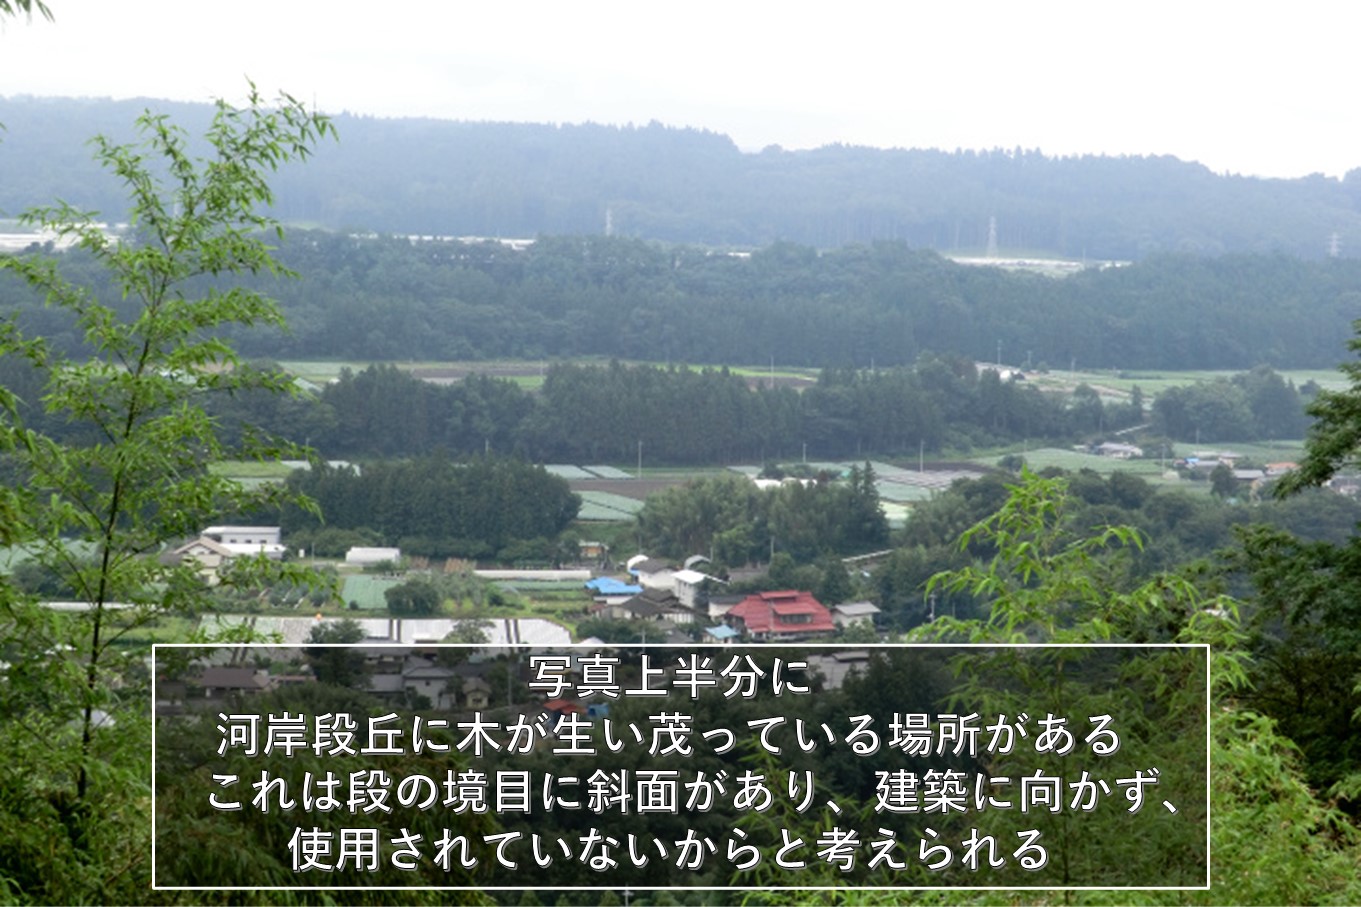 写真上半分に
河岸段丘に木が生い茂っている場所がある
これは段の境目に斜面があり、建築に向かず、
使用されていないからと考えられる